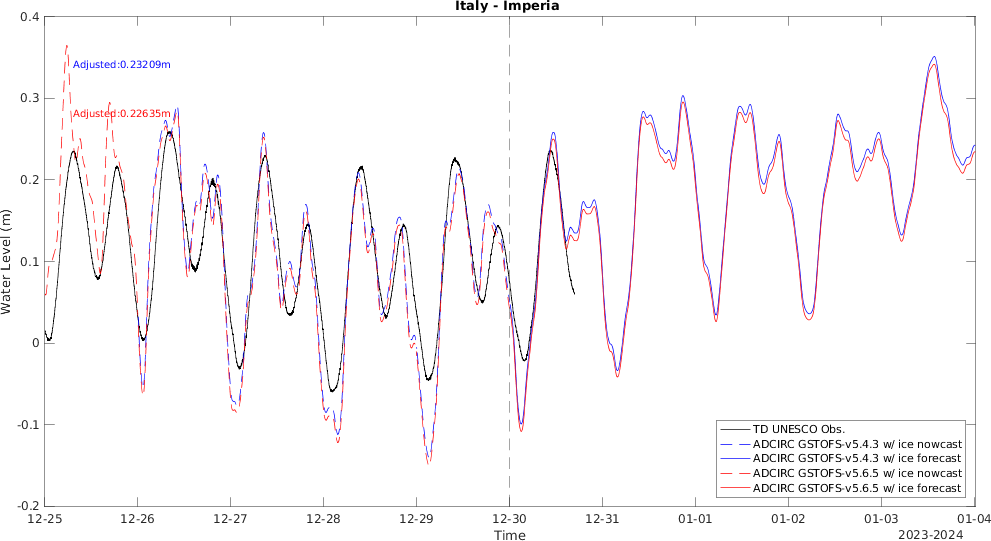 Italy - Imperia
0.4
0.3
0.2
0.1
0
-0.1
-0.2
Water Level (m)
Adjusted:0.23209m
Adjusted:0.22635m
TD UNESCO Obs.
ADCIRC GSTOFS-v5.4.3 w/ ice nowcast
ADCIRC GSTOFS-v5.4.3 w/ ice forecast
ADCIRC GSTOFS-v5.6.5 w/ ice nowcast
ADCIRC GSTOFS-v5.6.5 w/ ice forecast
12-25 12-26 12-27 12-28 12-29 12-30 12-31 01-01 01-02 01-03 01-04
Time
2023-2024